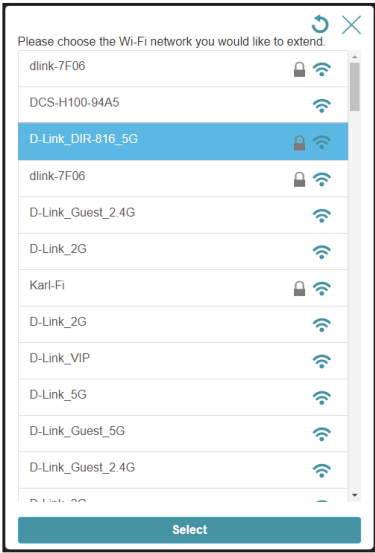 Please choose the Wi-Fi network you would like to extend.
dlink-7F06
DCS-H100-94A5
D-Link_DIR-816_5G
dlink-7F06
D-Link_Guest_2.4G
D-Link_2G
Karl-Fi
D-Link_2G
D-Link_VIP
D-Link_5G
D-Link_Guest_5G
D-Link_Guest_2.4G
Select